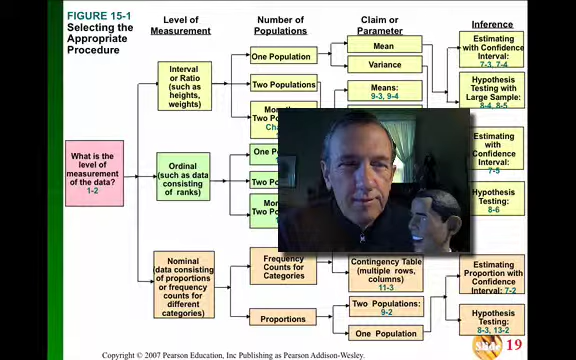 FIGURE 15-1
Selecting the
Appropriate
Procedure
Level of
Measurement
Number of
Populations
Claim or
Parameter
Inference
What is the
level of
measurement
of the data?
1-2
Interval
or Ratio
(such as
heights,
weights)
Ordinal
(such as data
consisting
of ranks)
Nominal
(data consisting
of proportions
or frequency
counts for
different
categories)
One Population
Two Populations
Two
Frequency
Counts for
Categories
Proportions
Mean
Variance
Means:
9-3, 9-4
Contingency Table
(multiple rows,
columns)
11-3
Two Populations:
9-2
One Population
Estimating
with Confidence
Interval:
7-3, 7-4
Hypothesis
Testing with
Large Sample:
8-4, 8-5
Estimating
with
Confidence
Interval:
7-5
Hypothesis
Testing:
8-6
Estimating
Proportion with
Confidence
Interval: 7-2
Hypothesis
Testing:
8-3, 13-2
Slide 19
Copyright © 2007 Pearson Education, Inc Publishing as Pearson Addison-Wesley.